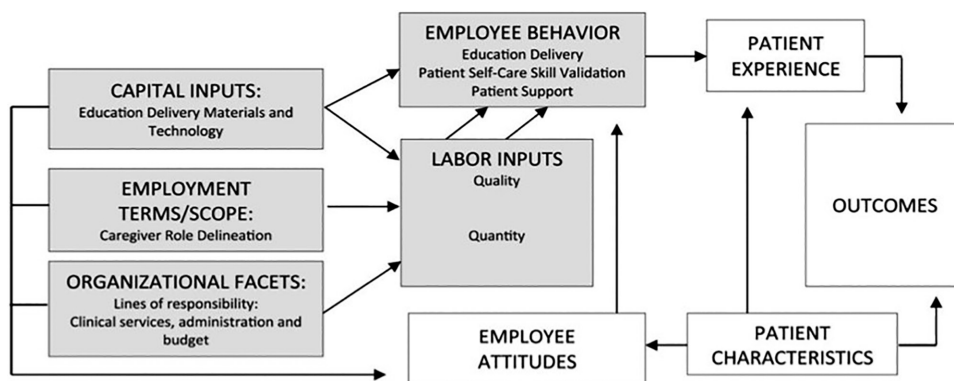 CAPITAL INPUTS:
Education Delivery Materials and
Technology
EMPLOYMENT
TERMS/SCOPE:
Caregiver Role Delineation
ORGANIZATIONAL FACETS:
Lines of responsibility:
Clinical services, administration and
budget
EMPLOYEE BEHAVIOR
Education Delivery
Patient Self-Care Skill Validation
Patient Support
LABOR INPUTS
Quality
Quantity
EMPLOYEE
ATTITUDES
PATIENT
EXPERIENCE
PATIENT
CHARACTERISTICS
OUTCOMES